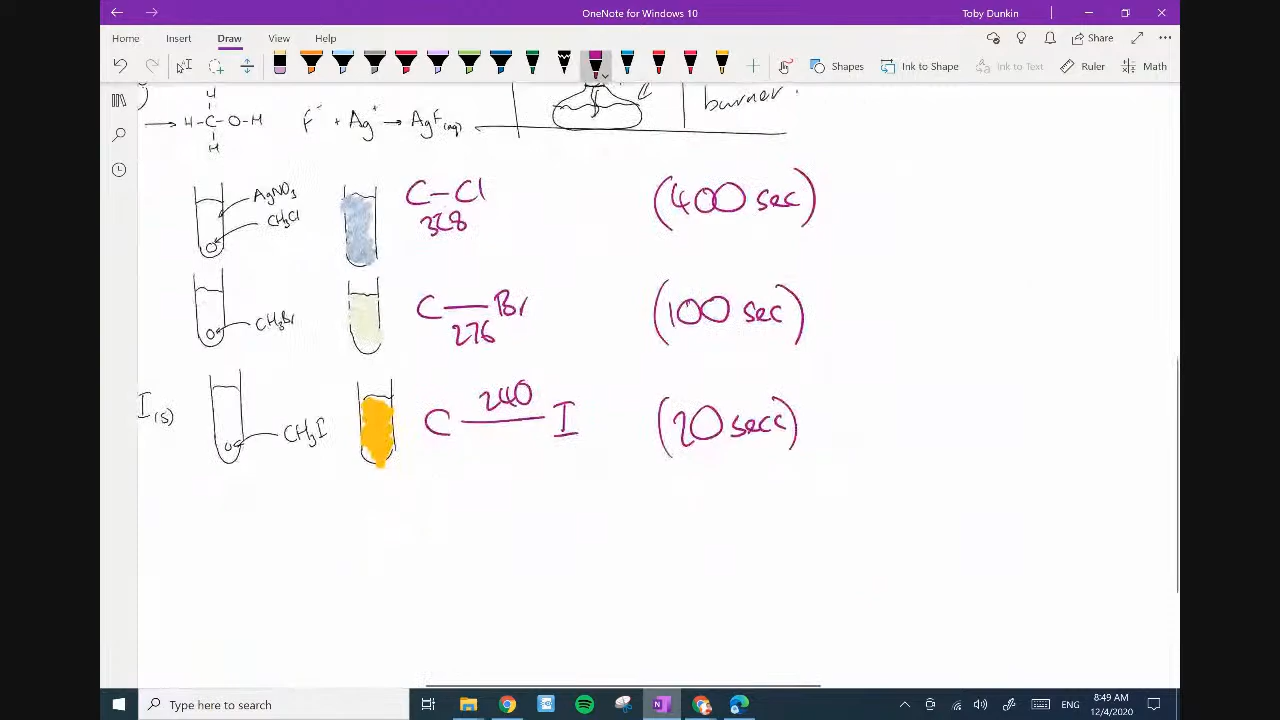 OneNote for Windows 10
Toby Dunkin
Home Insert Draw View Help
Share
Shapes
Ink to Shape
Ink to Text
Ruler
Math
H
H-C-O-H
H
F⁻ + Ag⁺ → AgF(aq)
burner.
AgNO₃
CH₃Cl
C-Cl
328
(400 sec)
CH₃Br
C-Br
276
(100 sec)
I(s)
CH₃I
240
C-I
(20 secs)
Type here to search
ENG
8:49 AM
12/4/2020